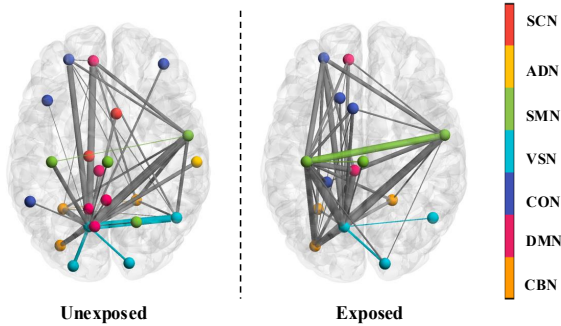 SCN
ADN
SMN
VSN
CON
DMN
CBN
Unexposed
Exposed